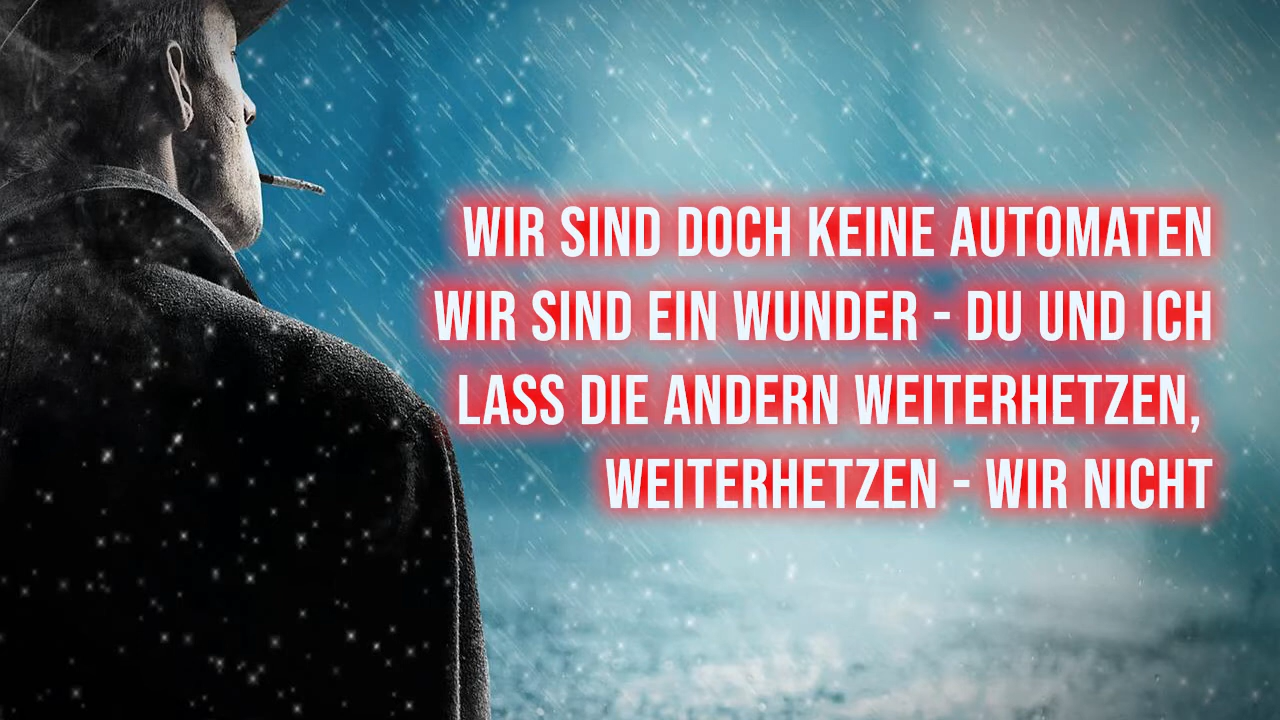 WIR SIND DOCH KEINE AUTOMATEN
WIR SIND EIN WUNDER - DU UND ICH
LASS DIE ANDERN WEITERHETZEN,
WEITERHETZEN - WIR NICHT